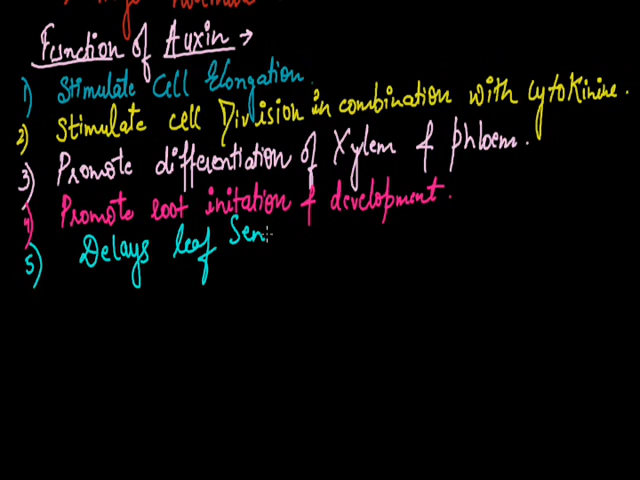 Function of Auxin →
1) Stimulate Cell Elongation.
2) Stimulate cell Division in combination with cytokinine.
3) Promote differentiation of Xylem & phloem.
4) Promote root initation & development.
5) Delays leaf Sen